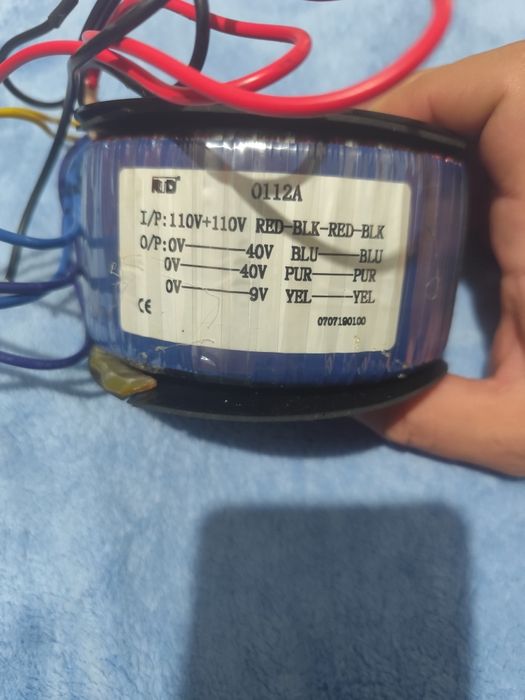 RD 0112A
I/P:110V+110V RED-BLK-RED-BLK
O/P:0V———40V BLU——BLU
0V———40V PUR——PUR
0V———9V YEL——YEL
CE 0707190100